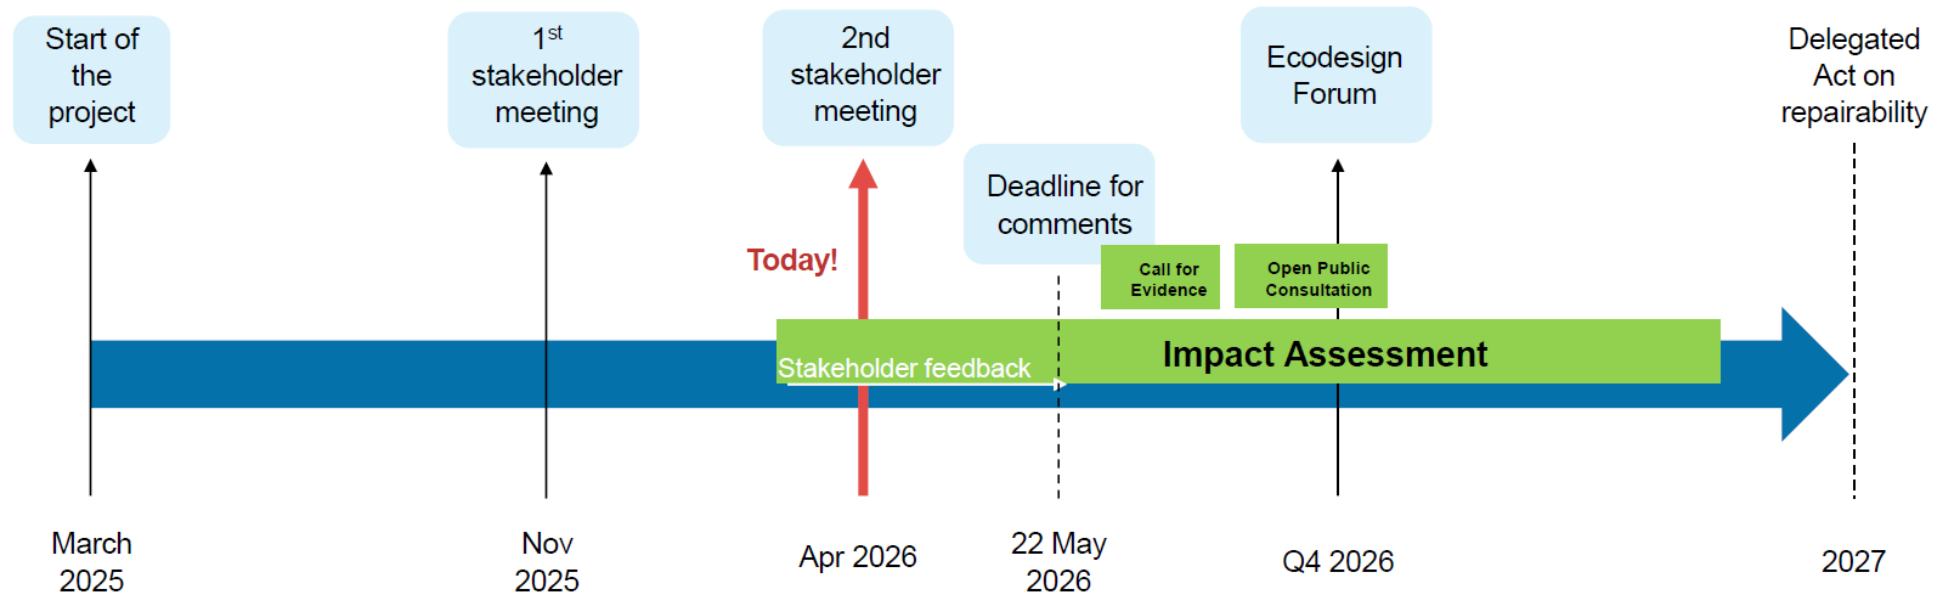 Start of
the
project
1st
stakeholder
meeting
2nd
stakeholder
meeting
Ecodesign
Forum
Delegated
Act on
repairability
Deadline for
comments
Today!
Call for
Evidence
Open Public
Consultation
Impact Assessment
Stakeholder feedback
March
2025
Nov
2025
Apr 2026
22 May
2026
Q4 2026
2027